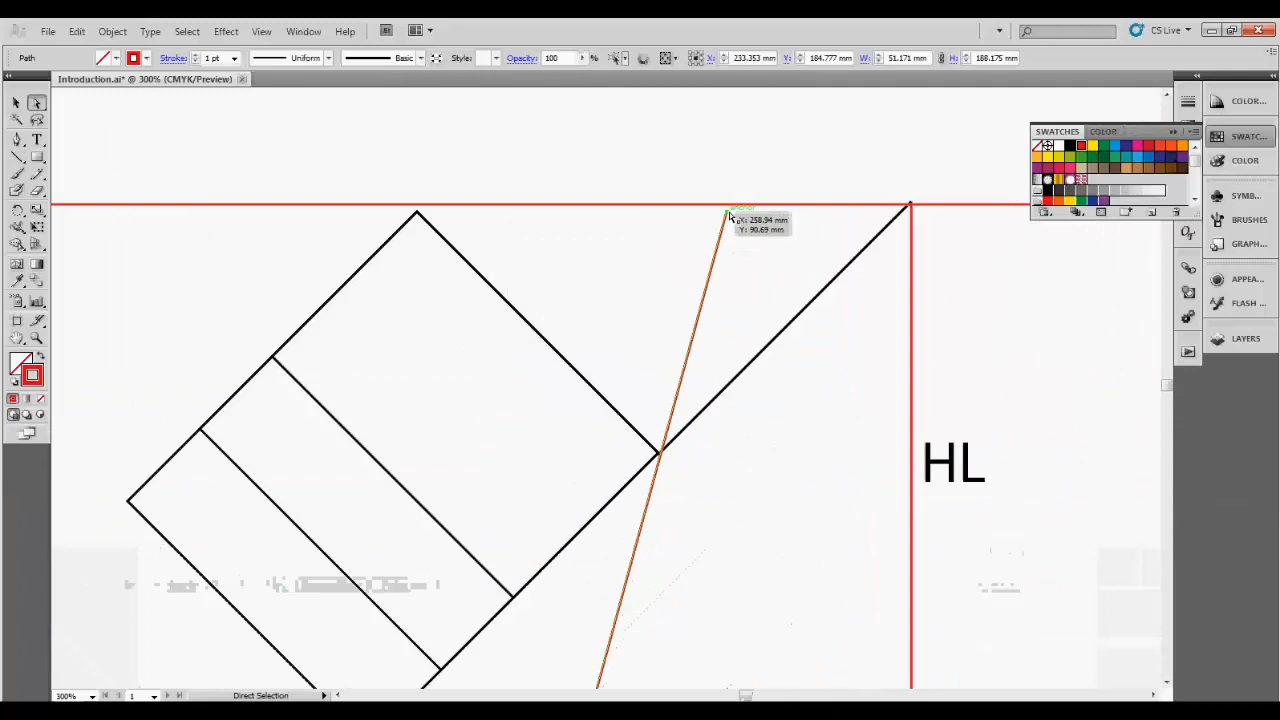 File Edit Object Type Select Effect View Window Help Br CS Live
Stroke: 1 pt Uniform Basic Style: Opacity: 100 % X: 233.353 mm Y: 184.777 mm W: 51.171 mm H: 188.175 mm
Introduction.ai* @ 300% (CMYK/Preview)
COLOR...
SWATCHES COLOR
SWATC...
COLOR
SYMB...
BRUSHES
GRAPH...
APPEA...
FLASH ...
LAYERS
X: 258.94 mm
Y: 90.69 mm
HL
300% 1 Direct Selection